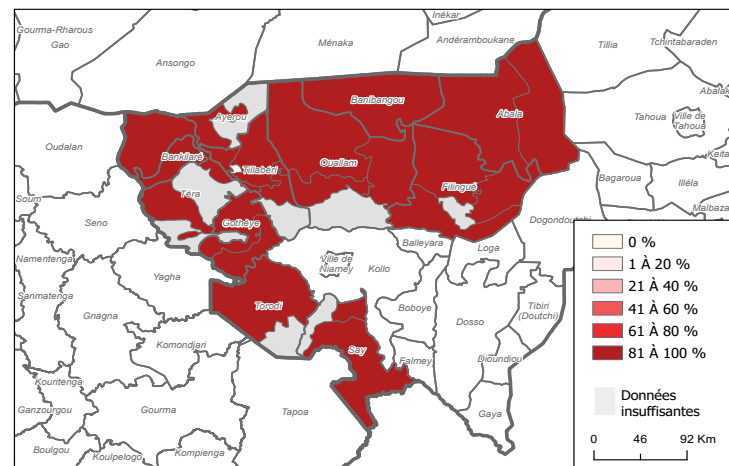 Gourma-Rharous
Gao
Ansongo
Ménaka
Inékar
Andéramboukane
Tillia
Tchintabaraden
Abalak
Tahoua
Ville de
Tahoua
Keita
Bagaroua
Illéla
Malbaza
Oudalan
Ayérou
Banibangou
Abala
Bankilaré
Tillabéri
Ouallam
Filingué
Téra
Gothèye
Soum
Seno
Dogondoutchi
Balleyara
Loga
Namentenga
Yagha
Ville de
Niamey
Kollo
Sanmatenga
Gnagna
Torodi
Boboye
Dosso
Tibiri
(Doutchi)
Komondjari
Say
Falmey
Dioundiou
Kouritenga
Ganzourgou
Gourma
Tapoa
Gaya
Boulgou
Koulpelogo
Kompienga
0 %
1 À 20 %
21 À 40 %
41 À 60 %
61 À 80 %
81 À 100 %
Données
insuffisantes
0 46 92 Km